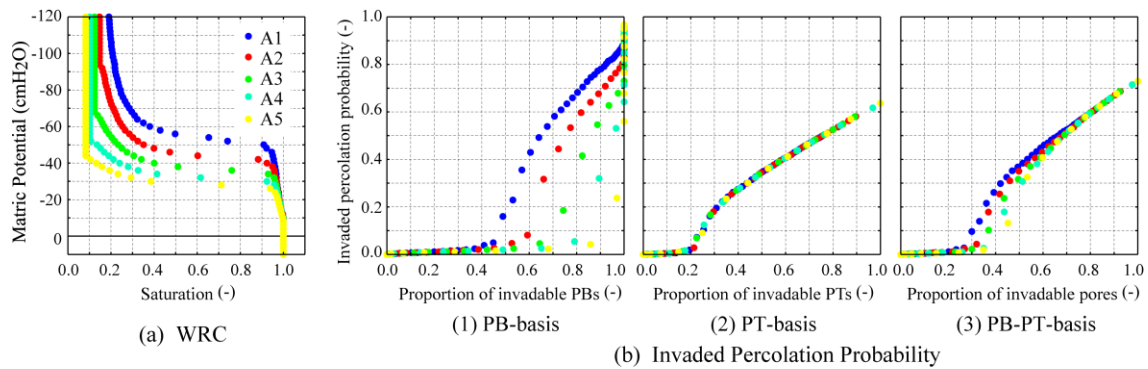 -120
-100
-80
-60
-40
-20
0
Matric Potential (cmH2O)
A1
A2
A3
A4
A5
0.0 0.2 0.4 0.6 0.8 1.0
Saturation (-)
(a) WRC
1.0
0.8
0.6
0.4
0.2
0.0
Invaded percolation probability (-)
0.0 0.2 0.4 0.6 0.8 1.0
Proportion of invadable PBs (-)
(1) PB-basis
0.0 0.2 0.4 0.6 0.8 1.0
Proportion of invadable PTs (-)
(2) PT-basis
0.0 0.2 0.4 0.6 0.8 1.0
Proportion of invadable pores (-)
(3) PB-PT-basis
(b) Invaded Percolation Probability